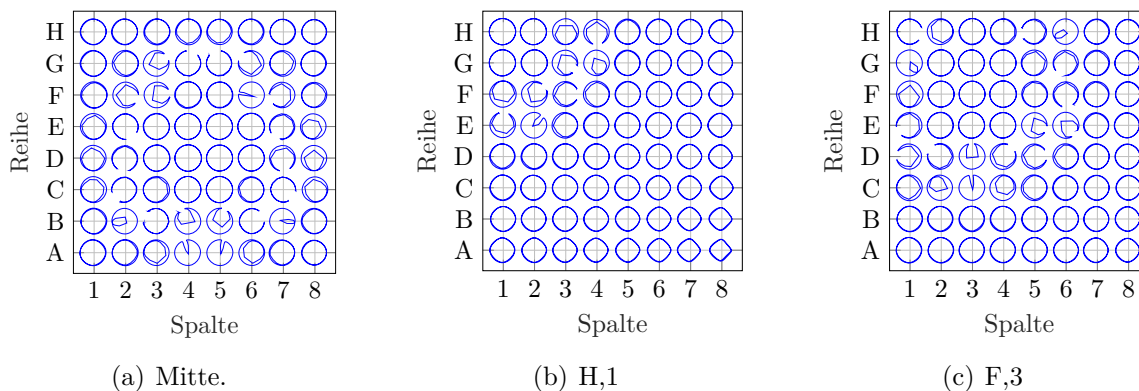 H
G
F
E
D
C
B
A
Reihe
1 2 3 4 5 6 7 8
Spalte
(a) Mitte.
H
G
F
E
D
C
B
A
Reihe
1 2 3 4 5 6 7 8
Spalte
(b) H,1
H
G
F
E
D
C
B
A
Reihe
1 2 3 4 5 6 7 8
Spalte
(c) F,3